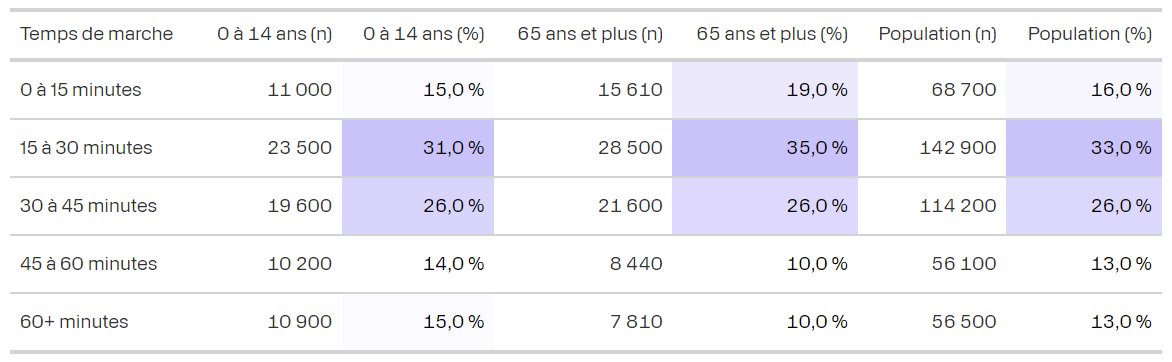 Temps de marche 0 à 14 ans (n) 0 à 14 ans (%) 65 ans et plus (n) 65 ans et plus (%) Population (n) Population (%)
0 à 15 minutes 11 000 15,0 % 15 610 19,0 % 68 700 16,0 %
15 à 30 minutes 23 500 31,0 % 28 500 35,0 % 142 900 33,0 %
30 à 45 minutes 19 600 26,0 % 21 600 26,0 % 114 200 26,0 %
45 à 60 minutes 10 200 14,0 % 8 440 10,0 % 56 100 13,0 %
60+ minutes 10 900 15,0 % 7 810 10,0 % 56 500 13,0 %